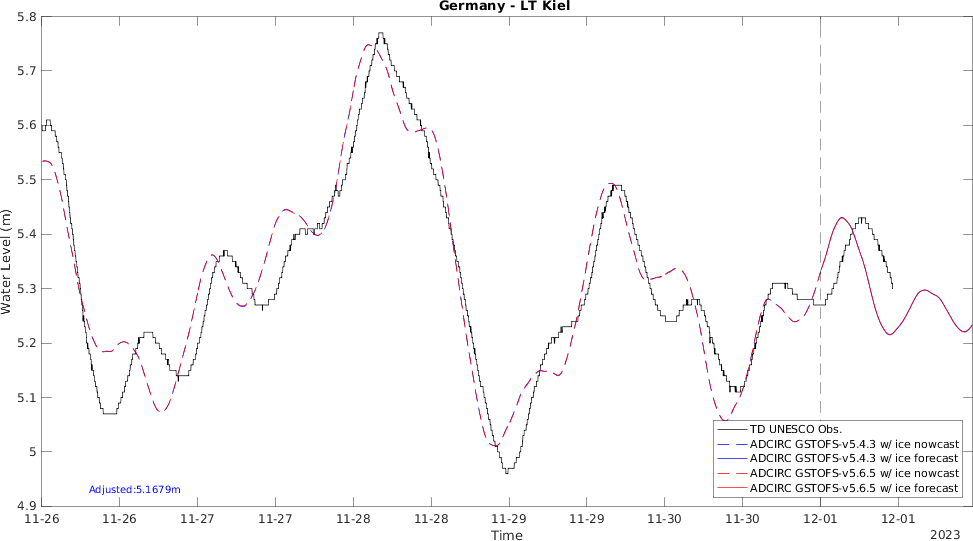 Germany - LT Kiel
Water Level (m)
5.8
5.7
5.6
5.5
5.4
5.3
5.2
5.1
5
4.9
Adjusted:5.1679m
TD UNESCO Obs.
ADCIRC GSTOFS-v5.4.3 w/ ice nowcast
ADCIRC GSTOFS-v5.4.3 w/ ice forecast
ADCIRC GSTOFS-v5.6.5 w/ ice nowcast
ADCIRC GSTOFS-v5.6.5 w/ ice forecast
11-26 11-26 11-27 11-27 11-28 11-28 11-29 11-29 11-30 11-30 12-01 12-01
Time
2023